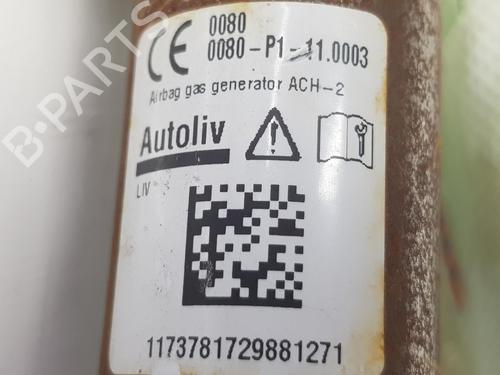 CE 0080
0080-P1-11.0003
Airbag gas generator ACH-2
Autoliv
LIV
1173781729881271
B-PARTS